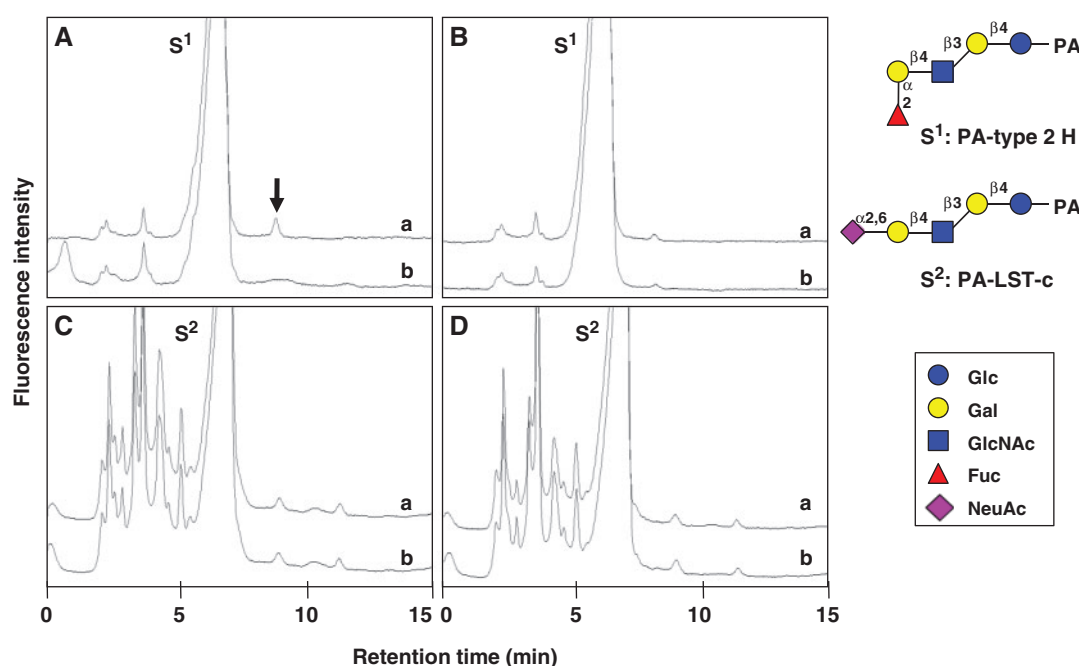 A
S¹
a
b
B
S¹
a
b
C
S²
a
b
D
S²
a
b
Fluorescence intensity
0 5 10 15
0 5 10 15
Retention time (min)
β4
β3
β4
PA
α
2
S¹: PA-type 2 H
α2,6
β4
β3
β4
PA
S²: PA-LST-c
Glc
Gal
GlcNAc
Fuc
NeuAc